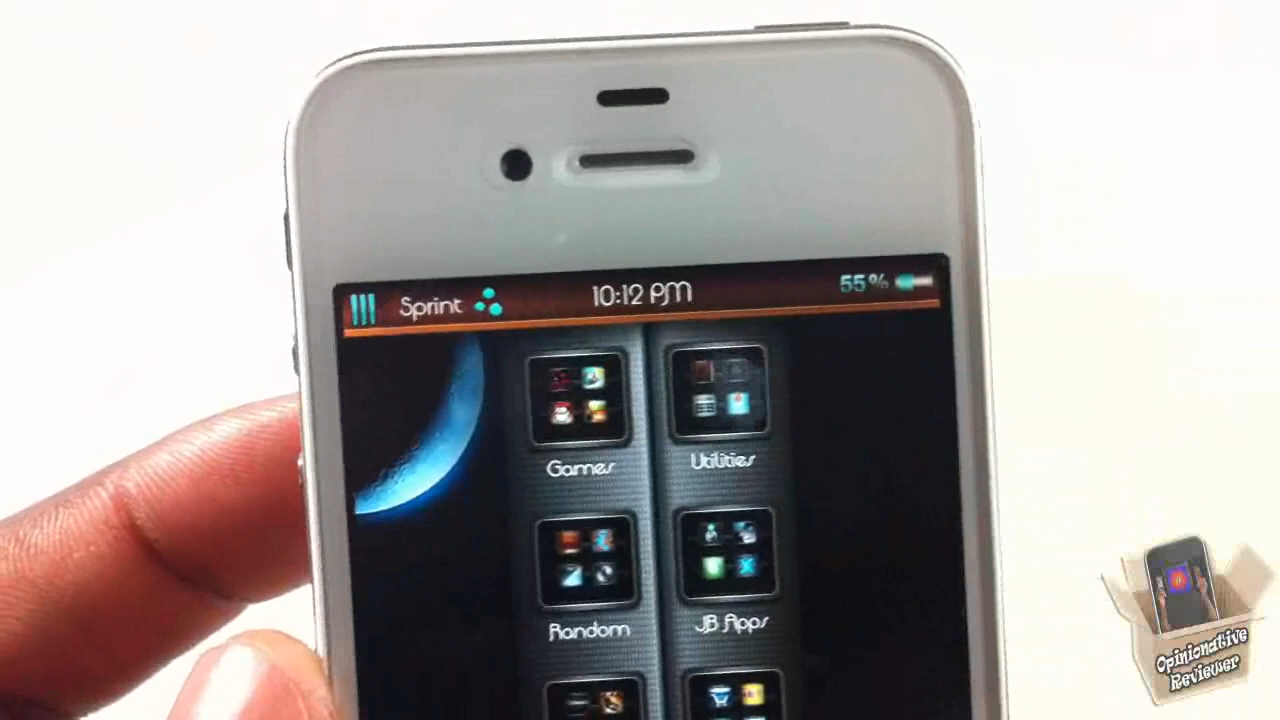 Sprint 10:12 PM 55%
Games Utilities
Random JB Apps
Opinionative
Reviewer